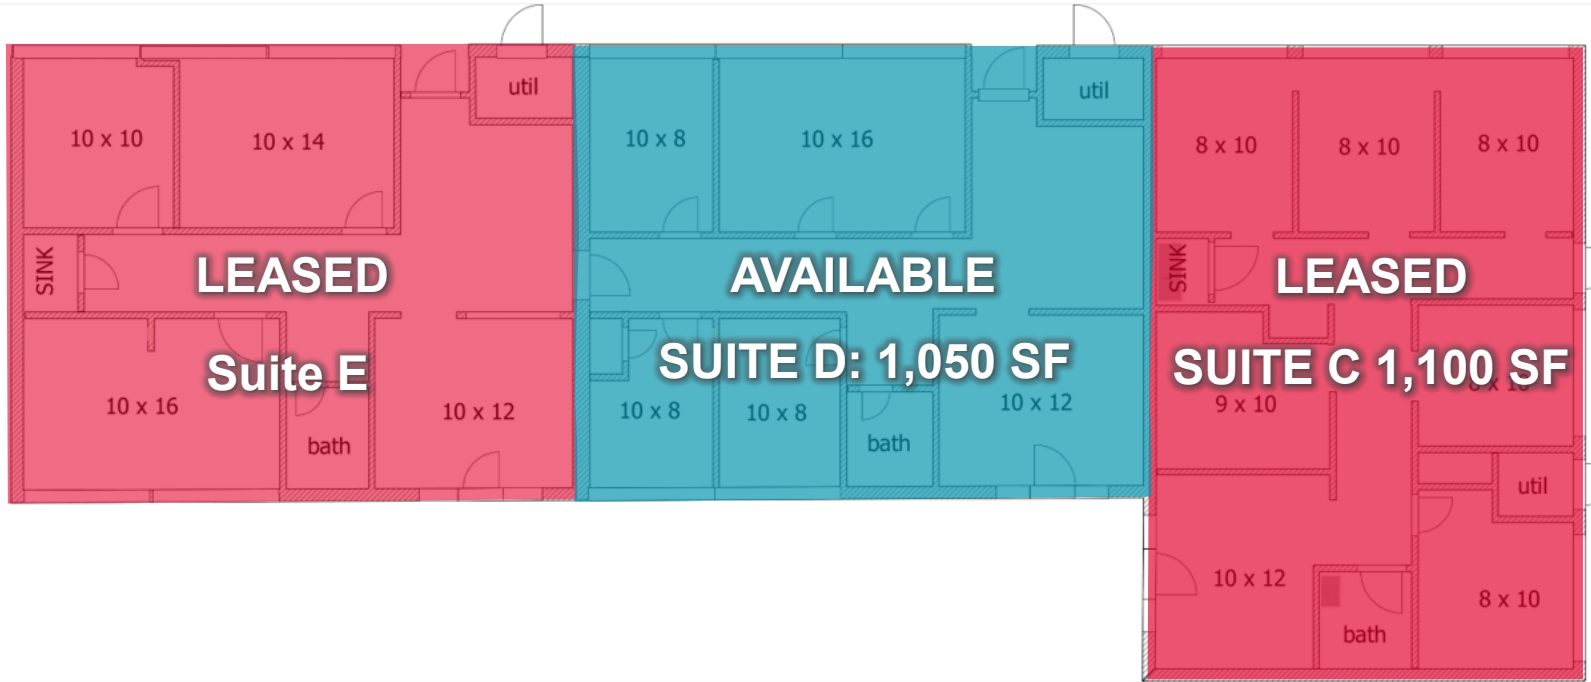 util
10 x 10
10 x 14
SINK
LEASED
Suite E
10 x 16
bath
10 x 12
util
10 x 8
10 x 16
AVAILABLE
SUITE D: 1,050 SF
10 x 8
10 x 8
bath
10 x 12
8 x 10
8 x 10
8 x 10
SINK
LEASED
SUITE C 1,100 SF
9 x 10
util
10 x 12
8 x 10
bath